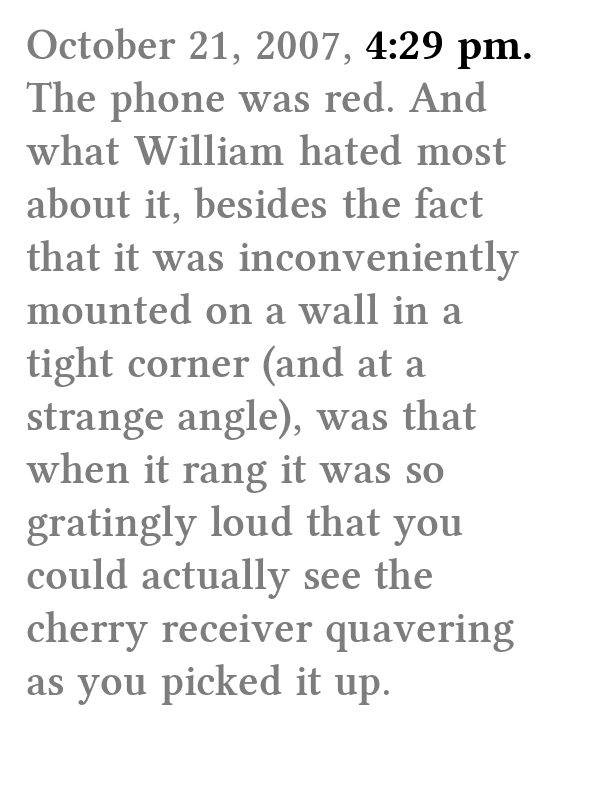 October 21, 2007, 4:29 pm.
The phone was red. And
what William hated most
about it, besides the fact
that it was inconveniently
mounted on a wall in a
tight corner (and at a
strange angle), was that
when it rang it was so
gratingly loud that you
could actually see the
cherry receiver quavering
as you picked it up.